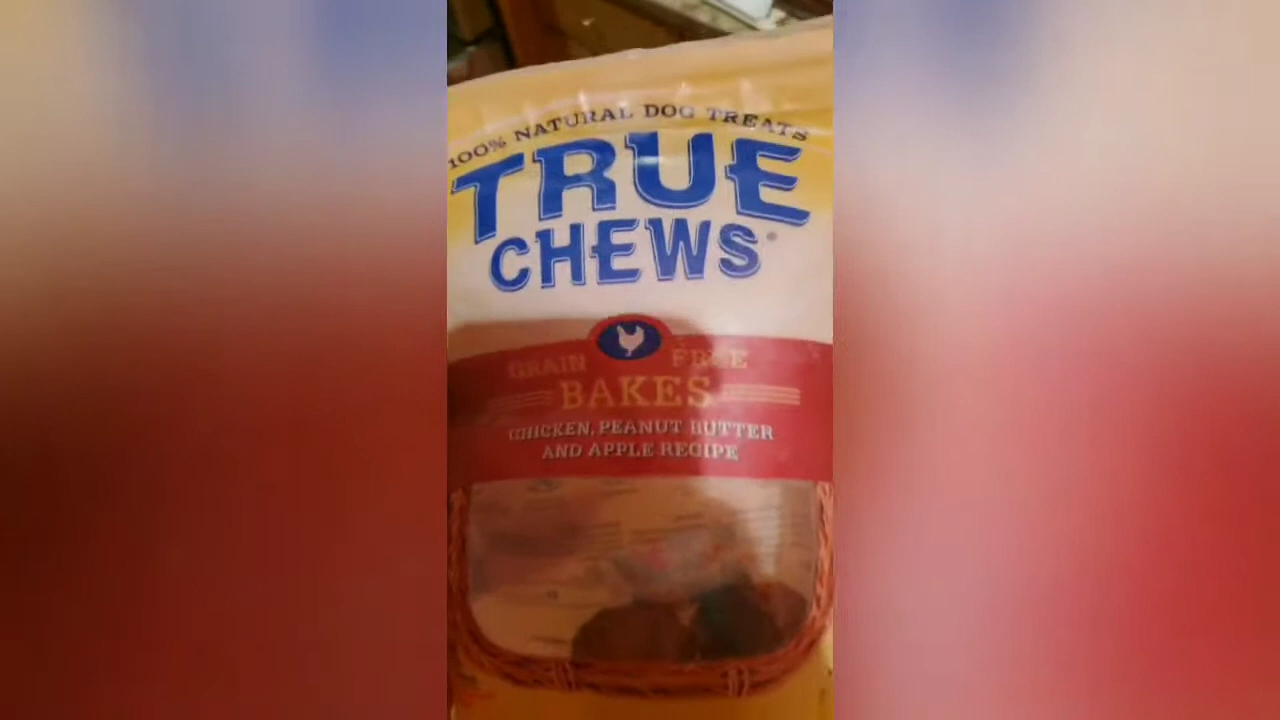 100% NATURAL DOG TREATS
TRUE
CHEWS®
GRAIN FREE
BAKES
CHICKEN, PEANUT BUTTER
AND APPLE RECIPE